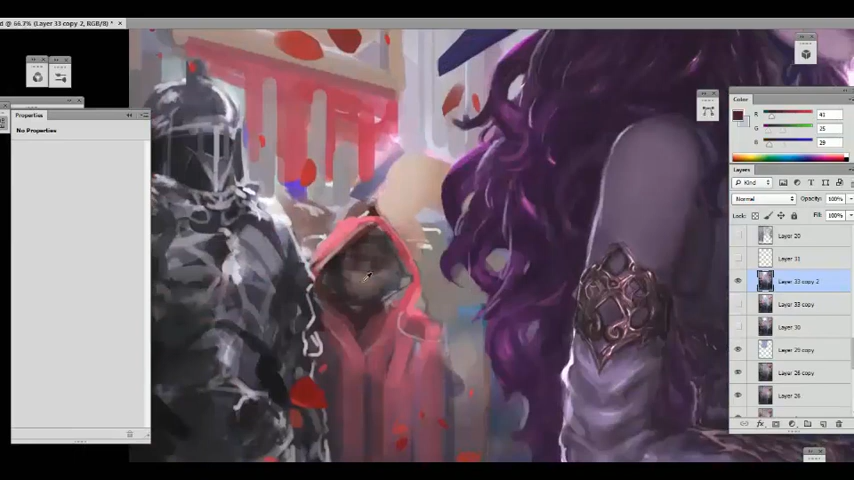 d @ 66.7% (Layer 33 copy 2, RGB/8) * ×
Properties
No Properties
Color
R 41
G 25
B 29
Layers
Kind
Normal Opacity: 100%
Lock: Fill: 100%
Layer 20
Layer 31
Layer 33 copy 2
Layer 33 copy
Layer 30
Layer 29 copy
Layer 26 copy
Layer 26
fx